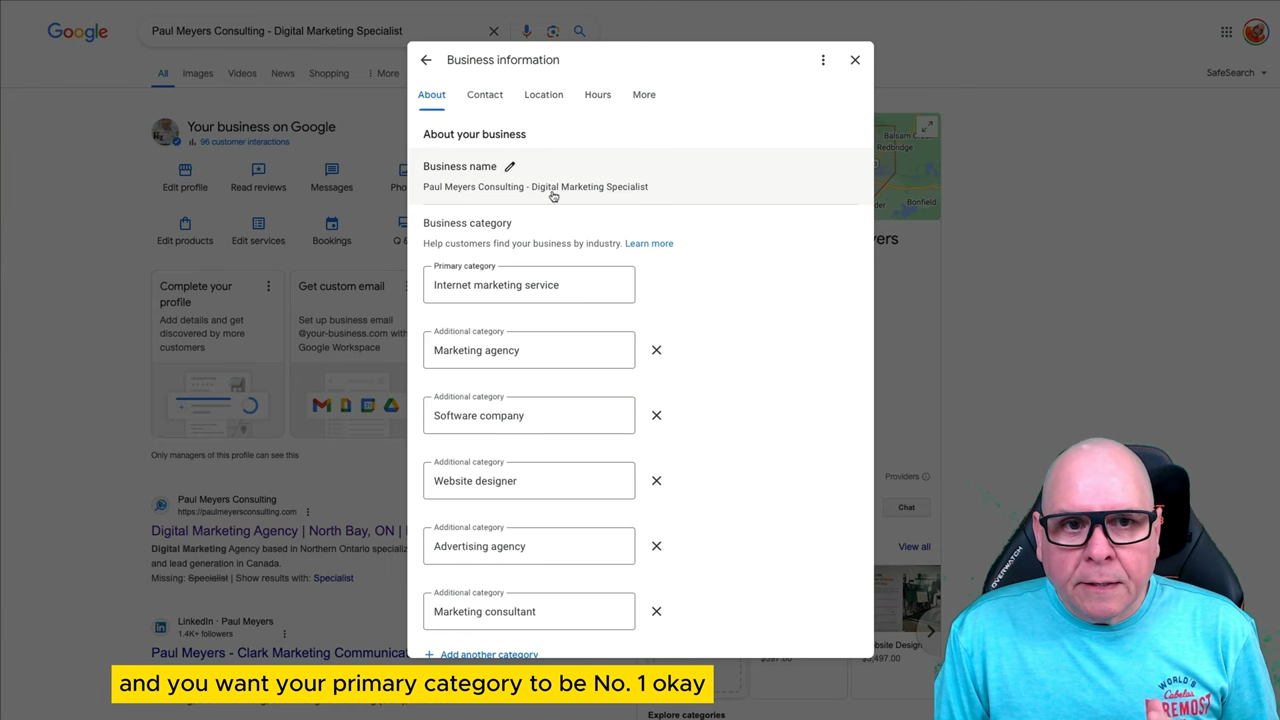 Google
Paul Meyers Consulting - Digital Marketing Specialist
All Images Videos News Shopping More
SafeSearch
Your business on Google
96 customer interactions
Edit profile
Read reviews
Messages
Edit products
Edit services
Bookings
Complete your
profile
Add details and get
discovered by more
customers
Get custom email
Set up business email
@your-business.com with
Google Workspace
Only managers of this profile can see this
Paul Meyers Consulting
https://paulmeyersconsulting.com
Digital Marketing Agency | North Bay, ON |
Digital Marketing Agency based in Northern Ontario
and lead generation in Canada.
Missing: Specialist | Show results with: Specialist
LinkedIn · Paul Meyers
1.4K+ followers
Paul Meyers - Clark Marketing
Business information
About Contact Location Hours More
About your business
Business name
Paul Meyers Consulting - Digital Marketing Specialist
Business category
Help customers find your business by industry. Learn more
Primary category
Internet marketing service
Additional category
Marketing agency
Additional category
Software company
Additional category
Website designer
Additional category
Advertising agency
Additional category
Marketing consultant
+ Add another category
Balsam
Redbridge
Bonfield
Providers
Chat
View all
Explore categories
OVERWATCH
WORLD'S
Cabela's
and you want your primary category to be No. 1 okay